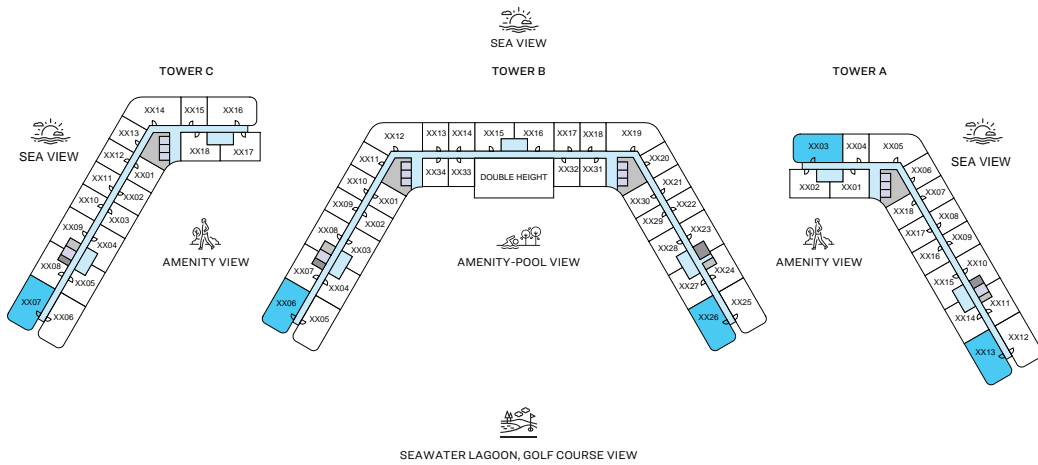 SEA VIEW
TOWER C
TOWER B
TOWER A
SEA VIEW
SEA VIEW
XX14
XX15
XX16
XX13
XX12
XX18
XX17
XX11
XX01
XX10
XX02
XX09
XX03
XX08
XX04
XX05
XX07
XX06
AMENITY VIEW
XX12
XX13
XX14
XX15
XX16
XX17
XX18
XX19
XX11
XX34
XX33
DOUBLE HEIGHT
XX32
XX31
XX20
XX10
XX01
XX30
XX21
XX09
XX02
XX29
XX22
XX08
XX03
XX28
XX23
XX07
XX04
XX27
XX24
XX06
XX05
XX26
XX25
AMENITY-POOL VIEW
XX03
XX04
XX05
XX02
XX01
XX06
XX07
XX18
XX08
XX17
XX09
XX16
XX10
XX15
XX11
XX14
XX12
XX13
AMENITY VIEW
SEAWATER LAGOON, GOLF COURSE VIEW